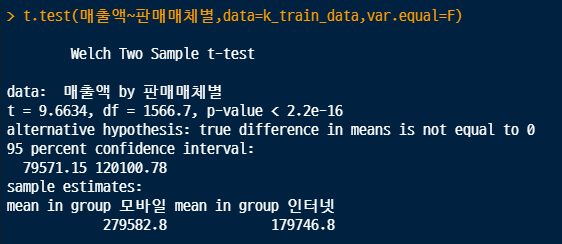 > t.test(매출액~판매매체별,data=k_train_data,var.equal=F)
Welch Two Sample t-test
data:  매출액 by 판매매체별
t = 9.6634, df = 1566.7, p-value < 2.2e-16
alternative hypothesis: true difference in means is not equal to 0
95 percent confidence interval:
79571.15 120100.78
sample estimates:
mean in group 모바일 mean in group 인터넷
279582.8 179746.8